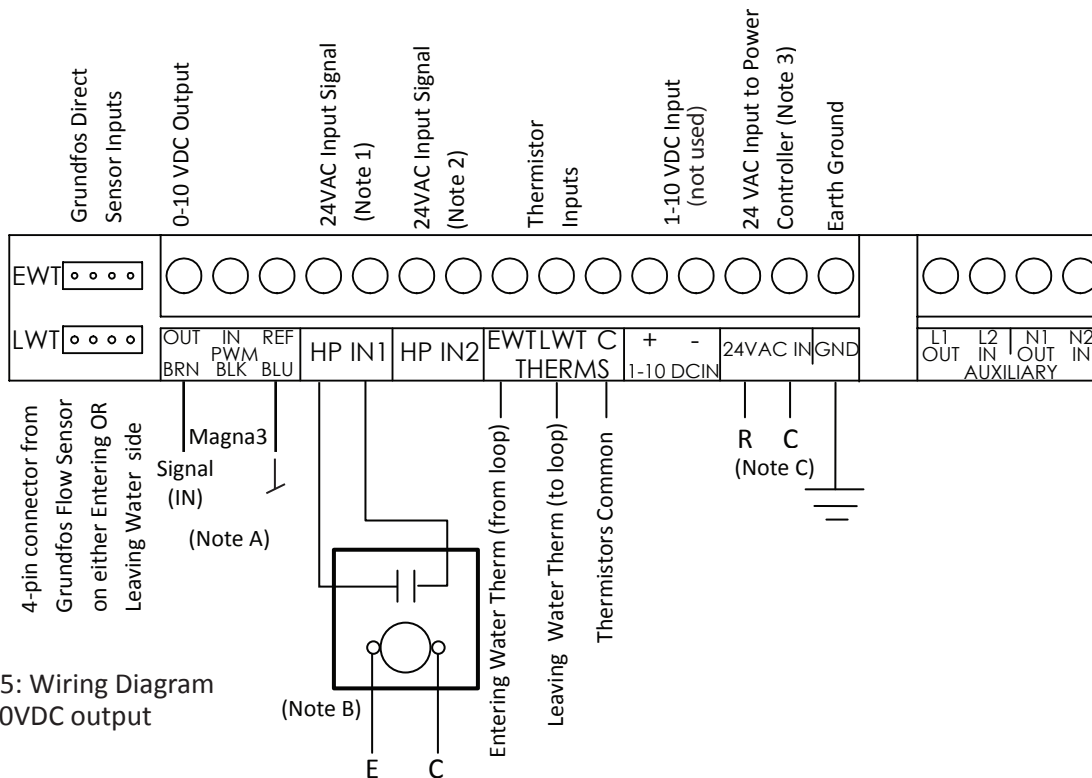 Grundfos Direct
Sensor Inputs
0-10 VDC Output
24VAC Input Signal
(Note 1)
24VAC Input Signal
(Note 2)
Thermistor
Inputs
1-10 VDC Input
(not used)
24 VAC Input to Power
Controller (Note 3)
Earth Ground
EWT
LWT
OUT IN REF
PWM
BRN BLK BLU
HP IN1
HP IN2
EWT LWT C
THERMS
+ -
1-10 DCIN
24VAC IN
GND
L1 L2 N1 N2
OUT IN OUT IN
AUXILIARY
4-pin connector from
Grundfos Flow Sensor
on either Entering OR
Leaving Water side
Magna3
Signal
(IN)
(Note A)
Entering Water Therm (from loop)
Leaving Water Therm (to loop)
Thermistors Common
R C
(Note C)
(Note B)
E C
5: Wiring Diagram
0VDC output